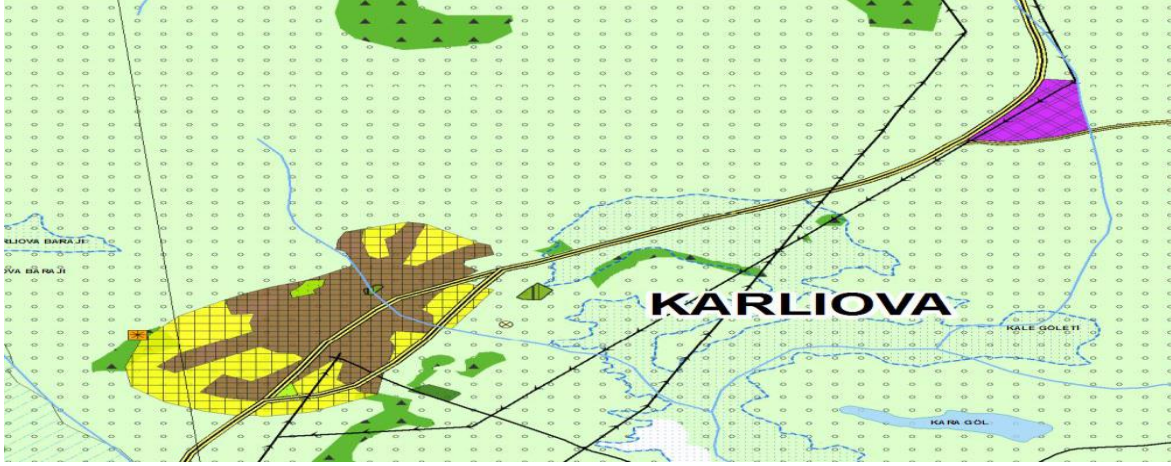 RLIOVA BARAJI
OVA BARAJI
KARLIOVA
KALE GÖLETİ
KARA GÖL